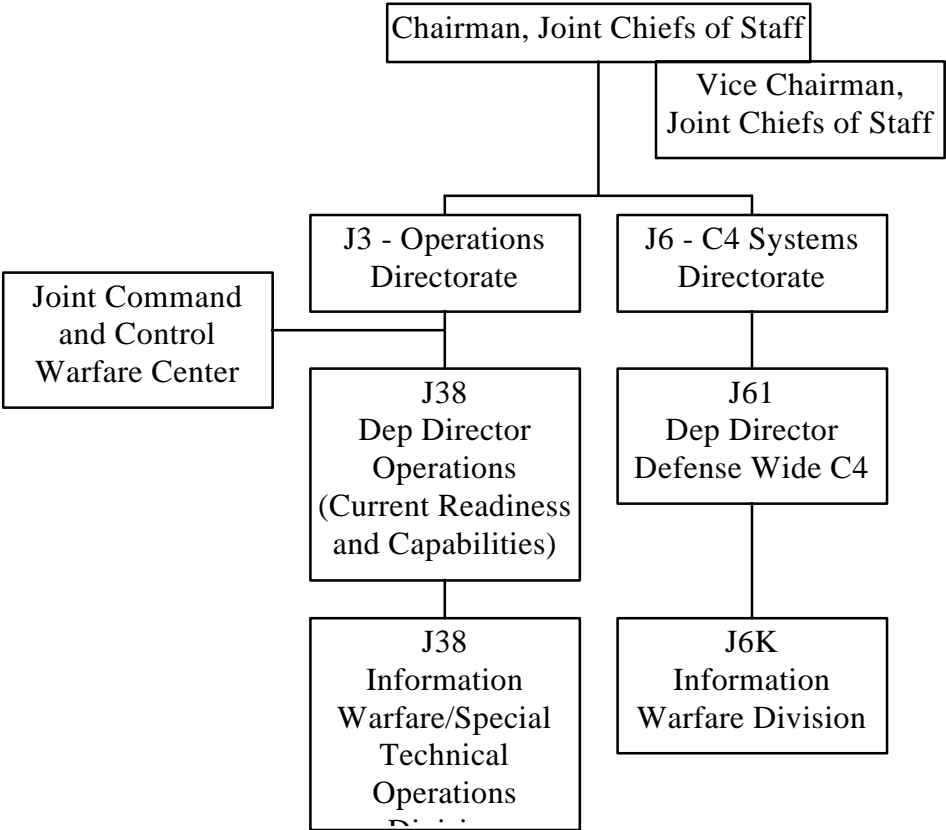 Chairman, Joint Chiefs of Staff
Vice Chairman,
Joint Chiefs of Staff
J3 - Operations
Directorate
J6 - C4 Systems
Directorate
Joint Command
and Control
Warfare Center
J38
Dep Director
Operations
(Current Readiness
and Capabilities)
J61
Dep Director
Defense Wide C4
J38
Information
Warfare/Special
Technical
Operations
J6K
Information
Warfare Division